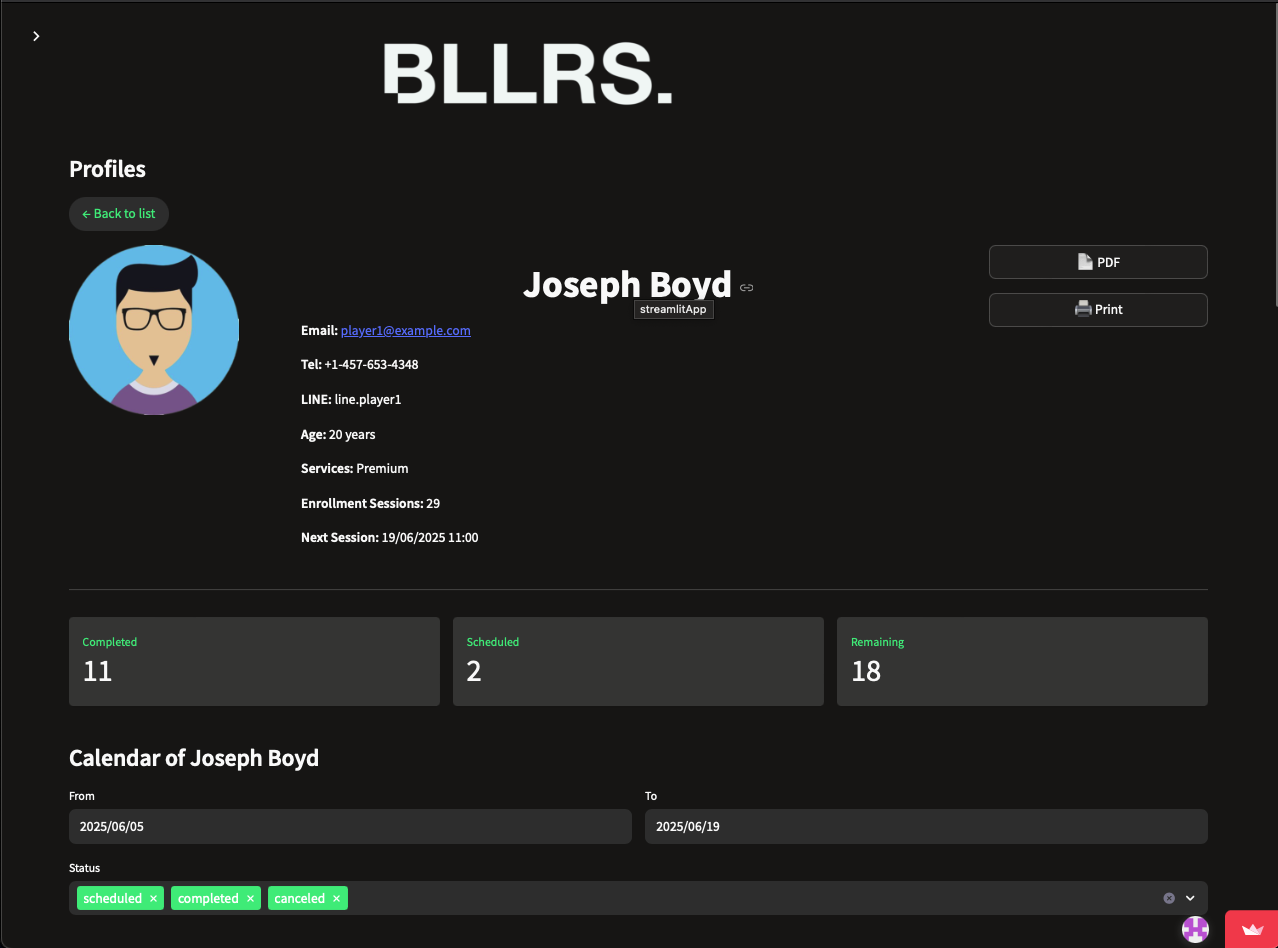 BLLRS.
Profiles
← Back to list
Joseph Boyd
streamlitApp
PDF
Print
Email: player1@example.com
Tel: +1-457-653-4348
LINE: line.player1
Age: 20 years
Services: Premium
Enrollment Sessions: 29
Next Session: 19/06/2025 11:00
Completed
11
Scheduled
2
Remaining
18
Calendar of Joseph Boyd
From
To
2025/06/05
2025/06/19
Status
scheduled × completed × canceled ×